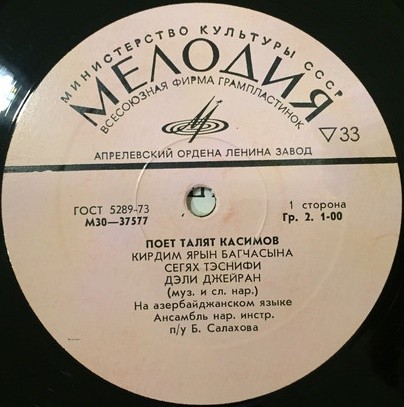 МИНИСТЕРСТВО КУЛЬТУРЫ СССР
МЕЛОДИЯ
ВСЕСОЮЗНАЯ ФИРМА ГРАМПЛАСТИНОК
▽33
АПРЕЛЕВСКИЙ ОРДЕНА ЛЕНИНА ЗАВОД
ГОСТ 5289-73
М30—37577
1 сторона
Гр. 2. 1-00
ПОЕТ ТАЛЯТ КАСИМОВ
КИРДИМ ЯРЫН БАГЧАСЫНА
СЕГЯХ ТЭСНИФИ
ДЭЛИ ДЖЕЙРАН
(муз. и сл. нар.)
На азербайджанском языке
Ансамбль нар. инстр.
п/у Б. Салахова